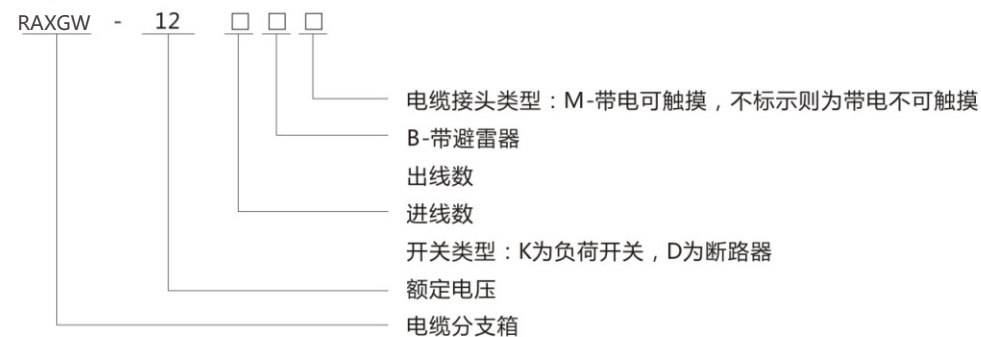 RAXGW - 12 □ □ □
电缆接头类型：M-带电可触摸，不标示则为带电不可触摸
B-带避雷器
出线数
进线数
开关类型：K为负荷开关，D为断路器
额定电压
电缆分支箱